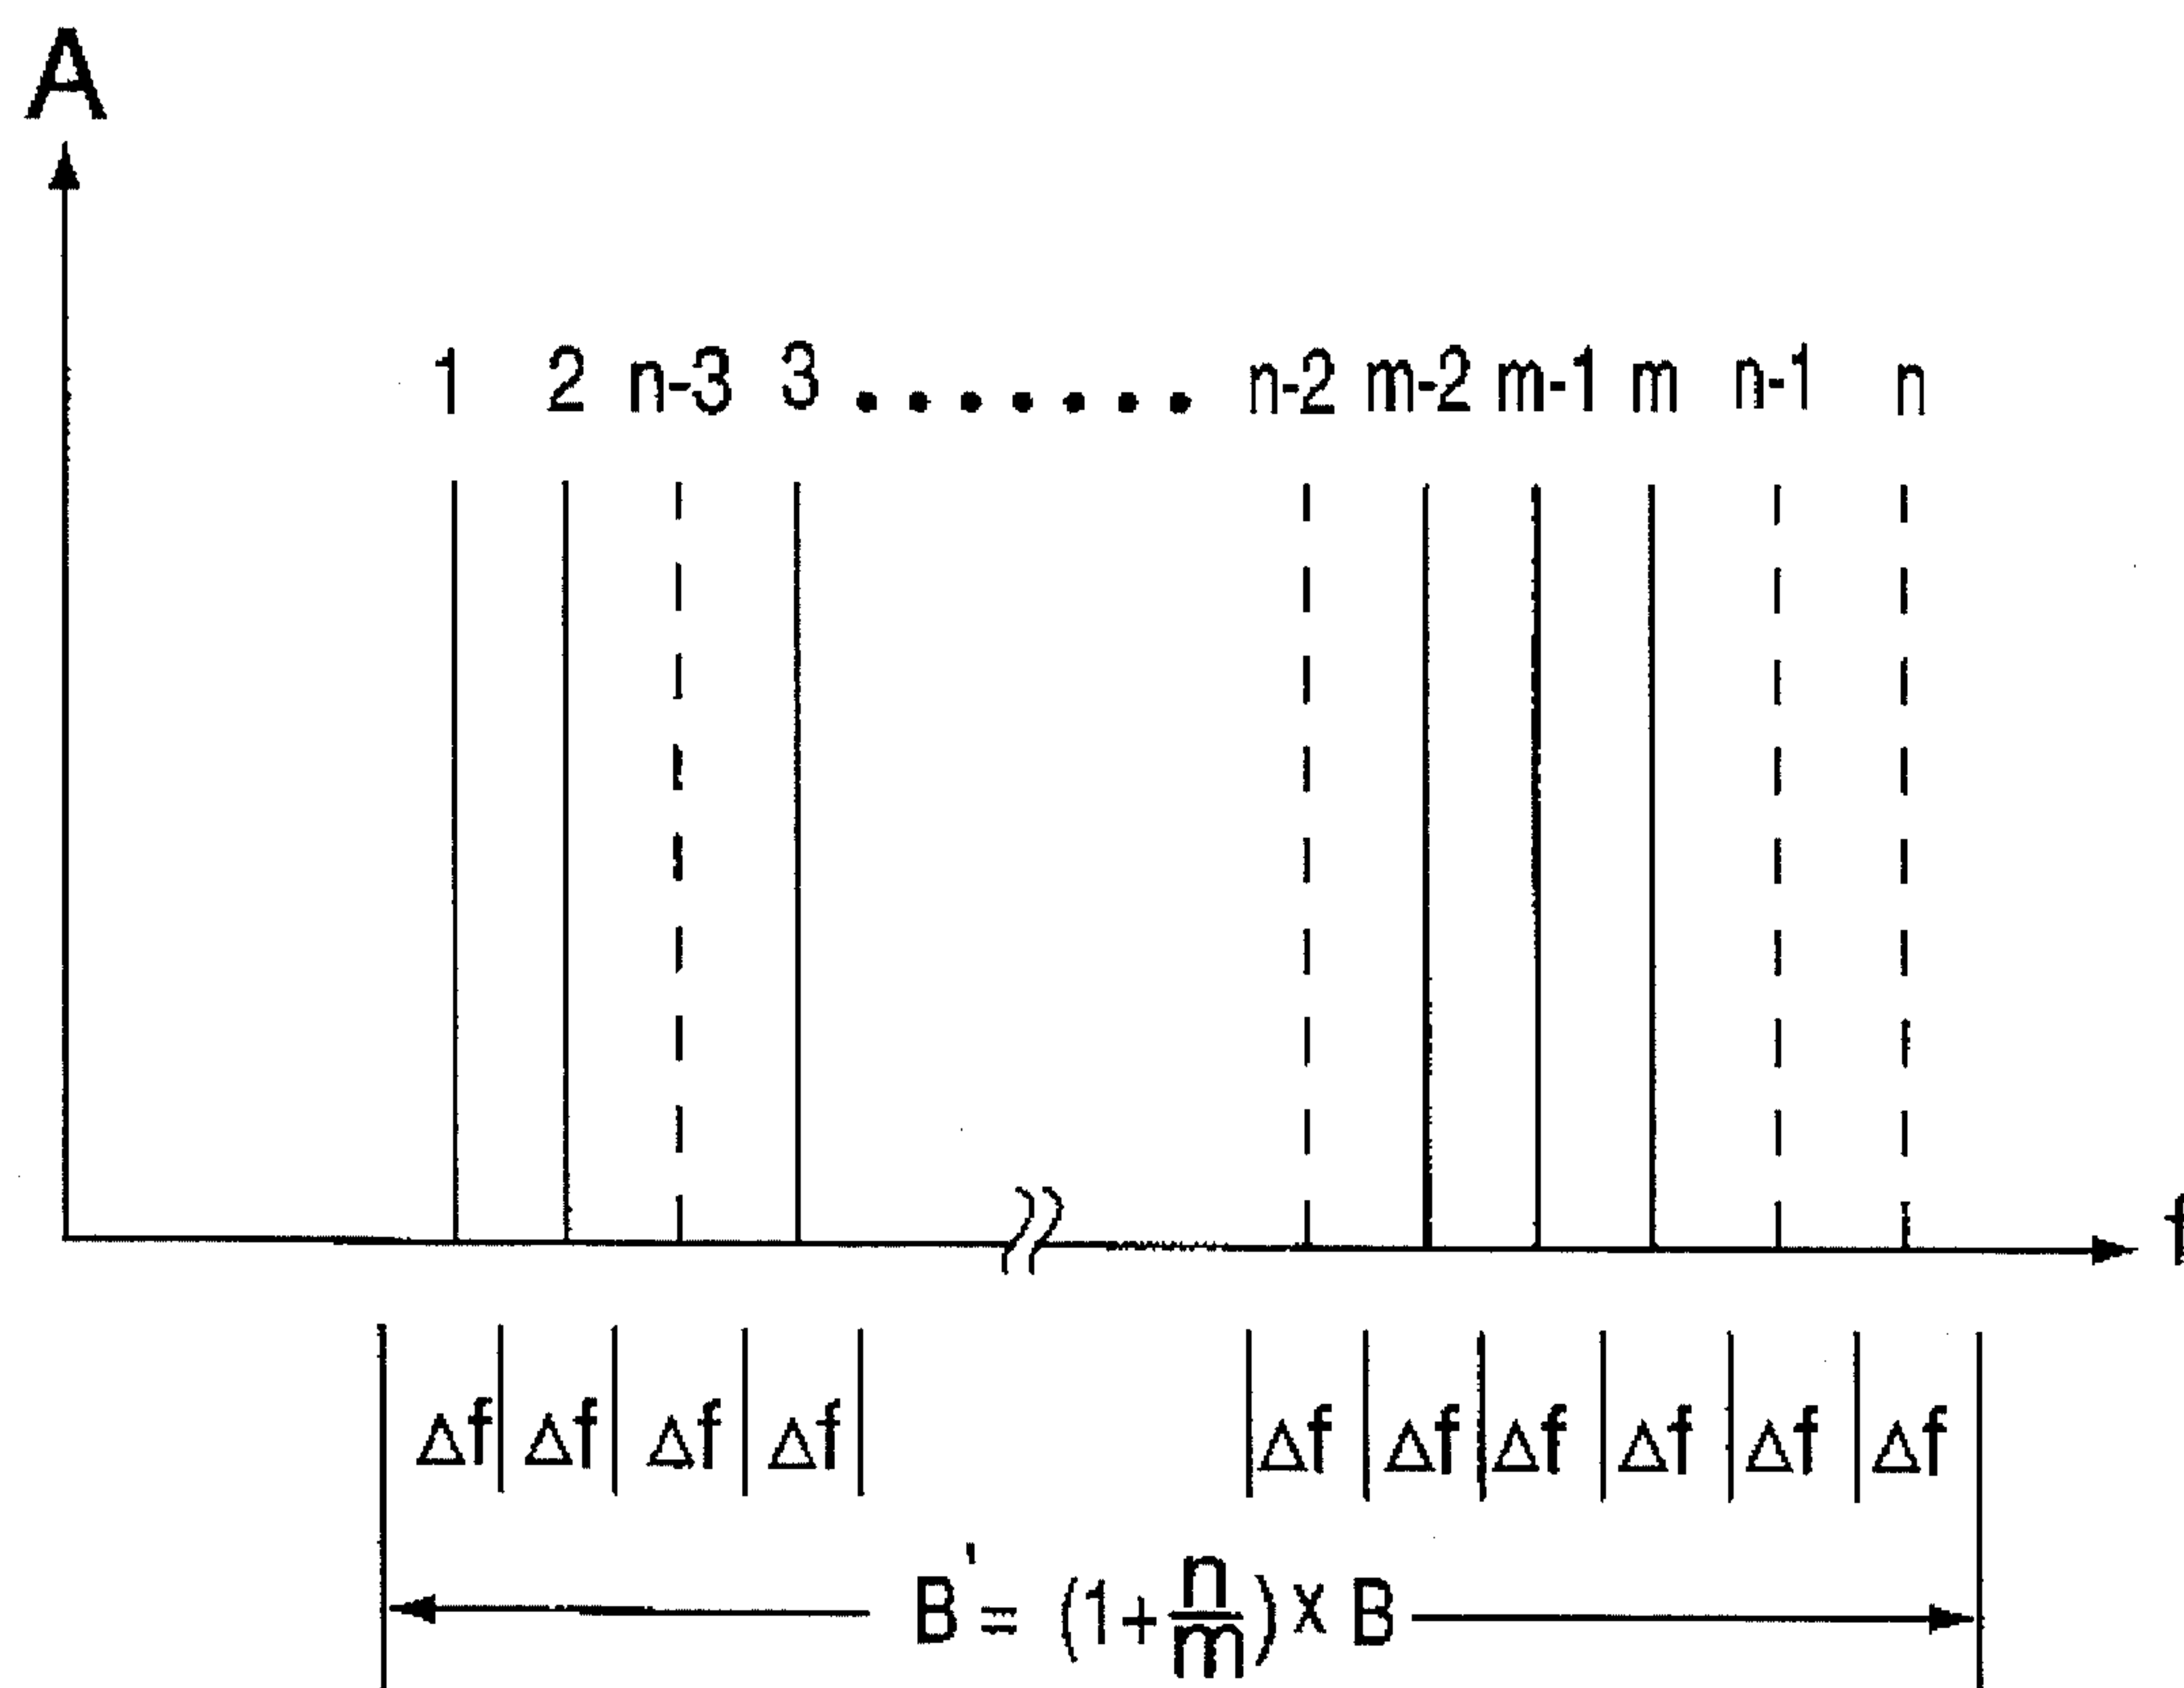 A
1 2 n-3 3 ....... n-2 m-2 m-1 m n-1 n
f
Δf Δf Δf Δf Δf Δf Δf Δf Δf Δf
B' = (1+n/m)× B